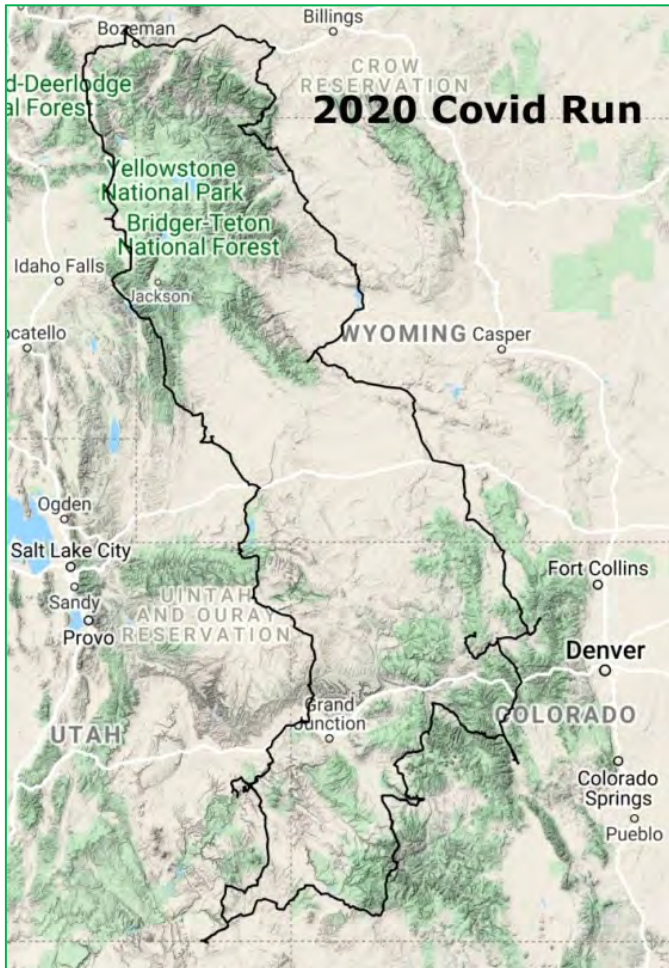 Bozeman
Billings
d-Deerlodge
al Forest
CROW
RESERVATION
2020 Covid Run
Yellowstone
National Park
Bridger-Teton
National Forest
Idaho Falls
Jackson
ocatello
WYOMING
Casper
Ogden
Salt Lake City
Fort Collins
Sandy
UINTAH
AND OURAY
RESERVATION
Provo
Denver
Grand
Junction
COLORADO
UTAH
Colorado
Springs
Pueblo